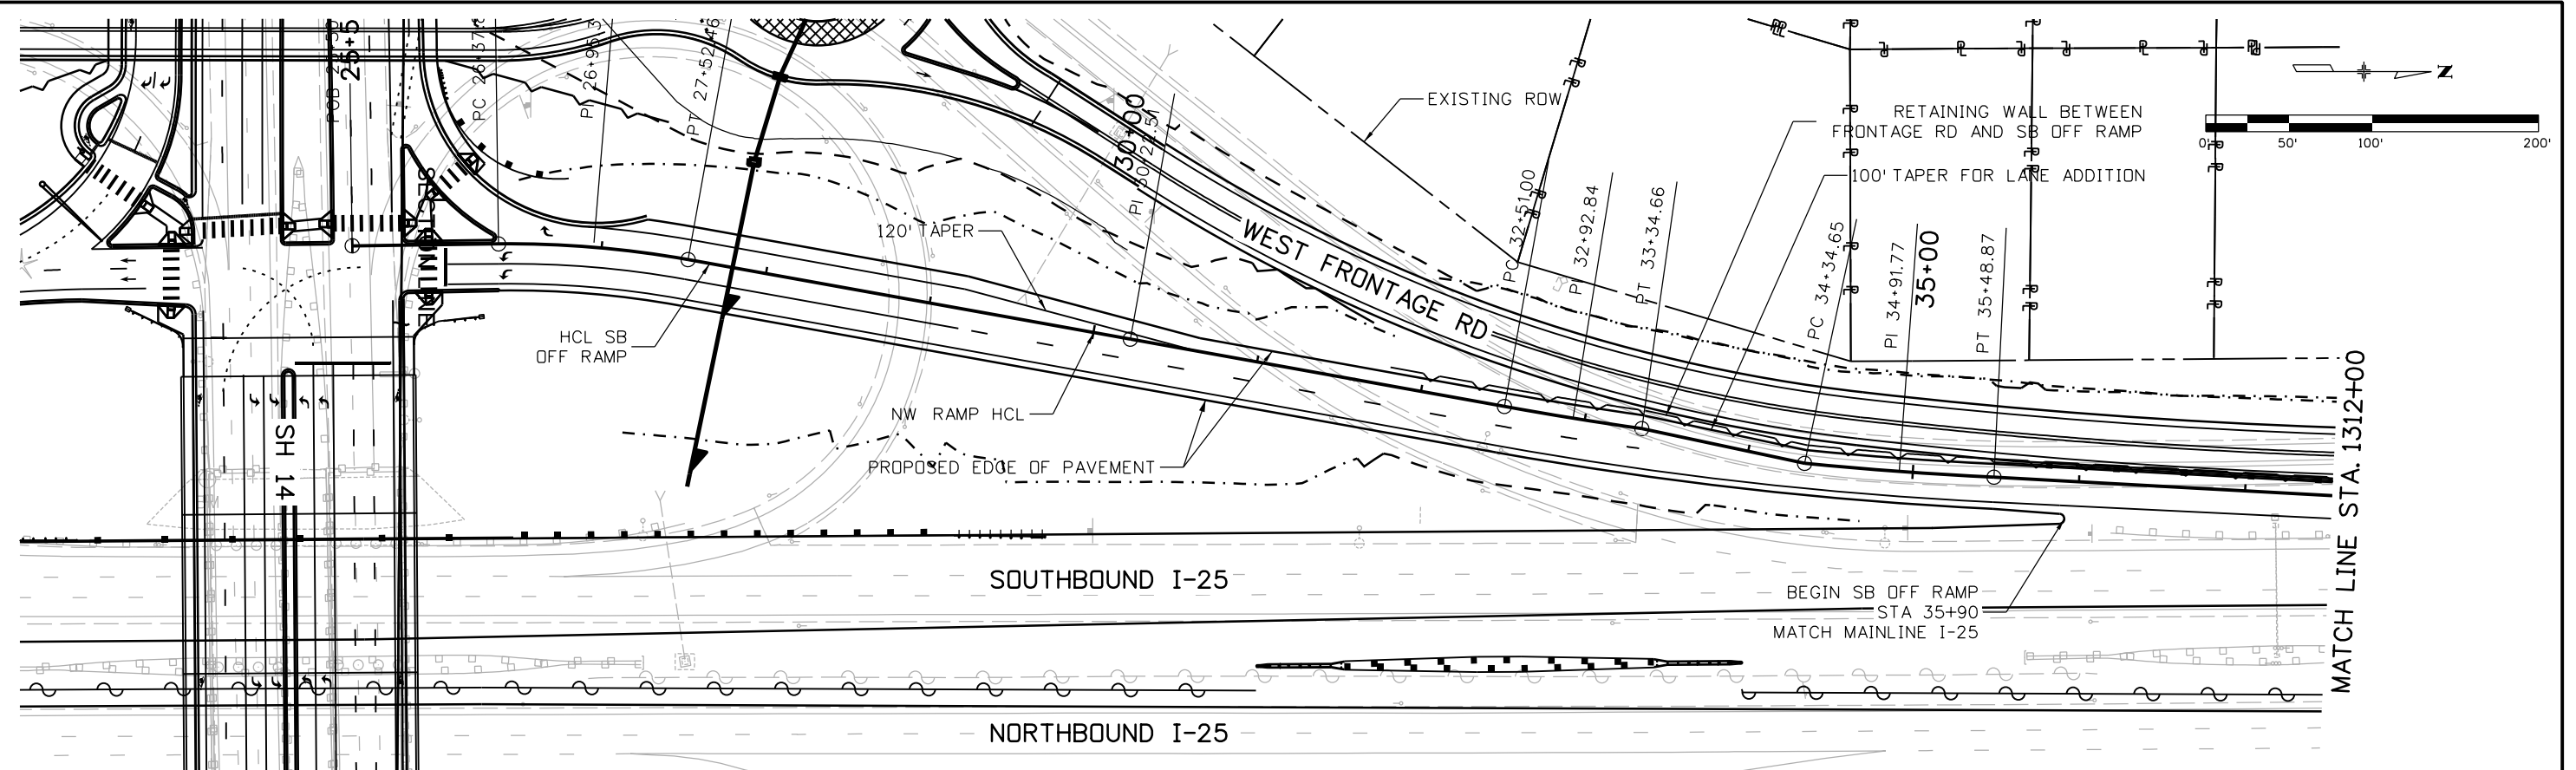 25+5
PT 27+52.46
30+00
EXISTING ROW
RETAINING WALL BETWEEN
FRONTAGE RD AND SB OFF RAMP
100' TAPER FOR LANE ADDITION
N
0'
50'
100'
200'
120' TAPER
WEST FRONTAGE RD
PC 32+51.00
PI 32+92.84
PT 33+34.66
PC 34+34.65
PI 34+91.77
35+00
PT 35+48.87
HCL SB
OFF RAMP
NW RAMP HCL
PROPOSED EDGE OF PAVEMENT
SH 14
SOUTHBOUND I-25
BEGIN SB OFF RAMP
STA 35+90
MATCH MAINLINE I-25
MATCH LINE STA. 1312+00
NORTHBOUND I-25